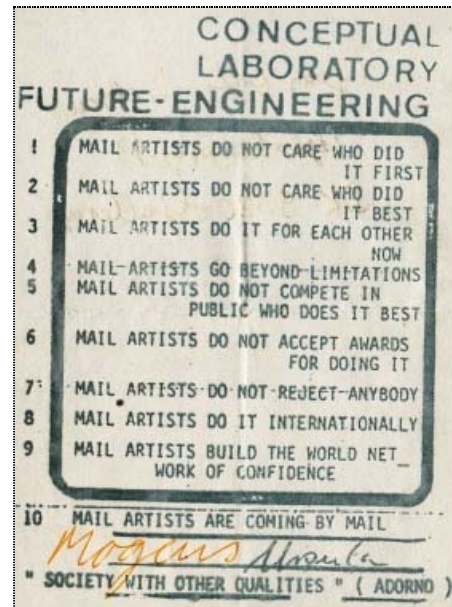 CONCEPTUAL
LABORATORY
FUTURE-ENGINEERING
1 MAIL ARTISTS DO NOT CARE WHO DID
IT FIRST
2 MAIL ARTISTS DO NOT CARE WHO DID
IT BEST
3 MAIL ARTISTS DO IT FOR EACH OTHER
NOW
4 MAIL-ARTISTS GO BEYOND LIMITATIONS
5 MAIL ARTISTS DO NOT COMPETE IN
PUBLIC WHO DOES IT BEST
6 MAIL ARTISTS DO NOT ACCEPT AWARDS
FOR DOING IT
7 MAIL ARTISTS DO NOT REJECT ANYBODY
8 MAIL ARTISTS DO IT INTERNATIONALLY
9 MAIL ARTISTS BUILD THE WORLD NET_
WORK OF CONFIDENCE
10 MAIL ARTISTS ARE COMING BY MAIL
Mogens Ursula
" SOCIETY WITH OTHER QUALITIES " ( ADORNO )